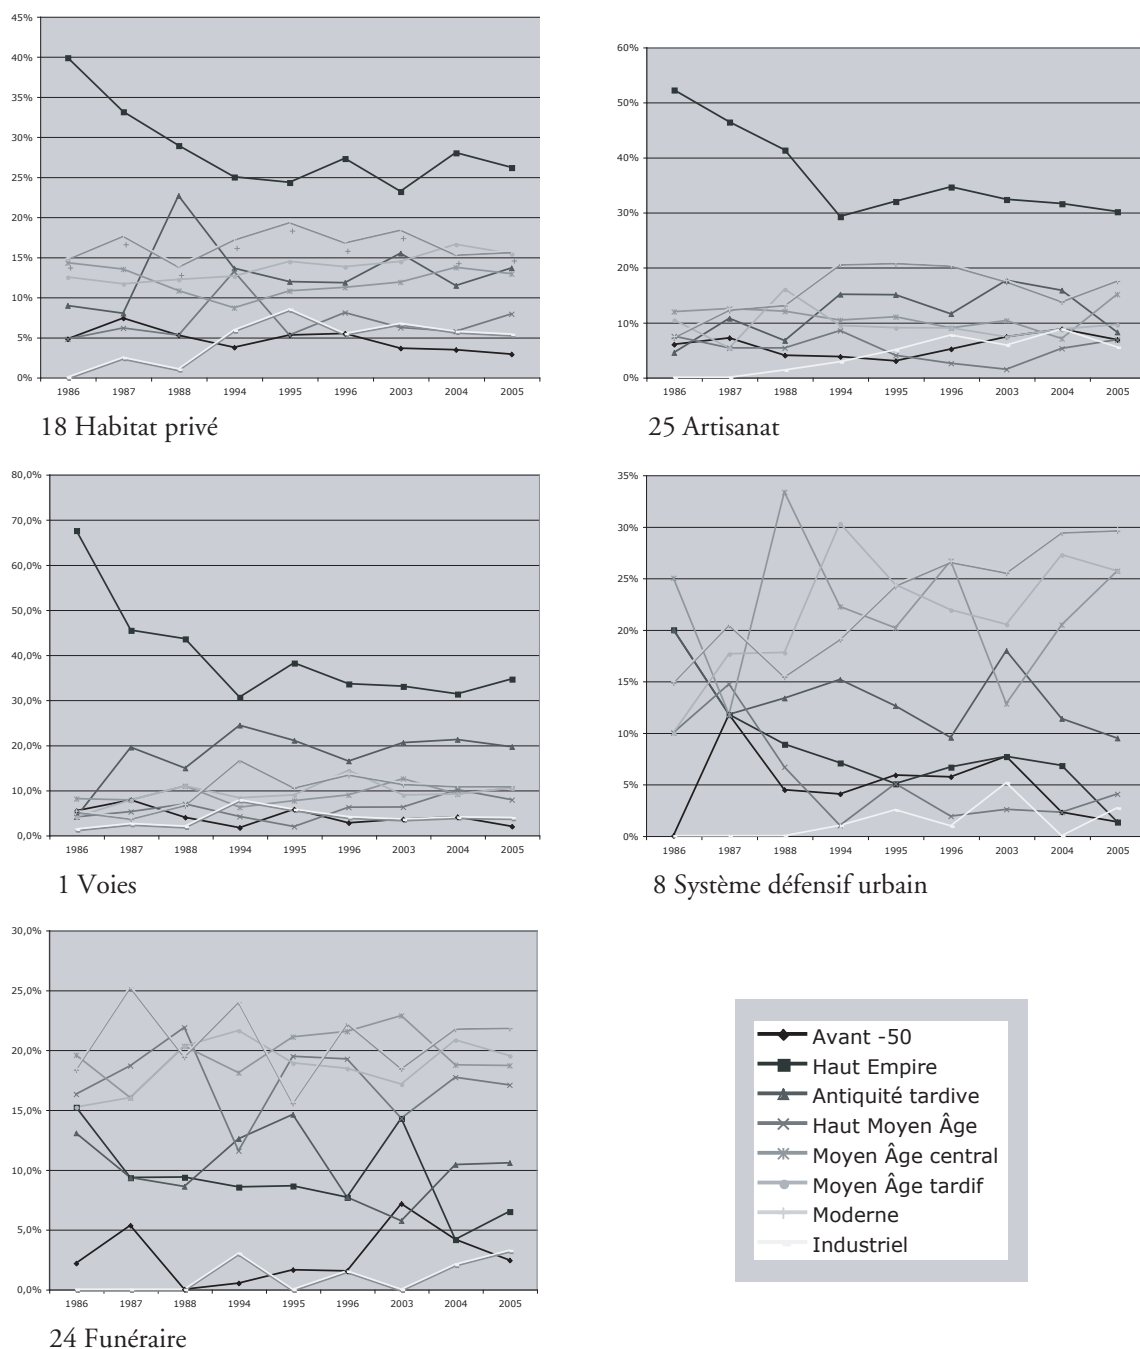 45%
40%
35%
30%
25%
20%
15%
10%
5%
0%
1986 1987 1988 1994 1995 1996 2003 2004 2005
18 Habitat privé
60%
50%
40%
30%
20%
10%
0%
1986 1987 1988 1994 1995 1996 2003 2004 2005
25 Artisanat
80,0%
70,0%
60,0%
50,0%
40,0%
30,0%
20,0%
10,0%
0,0%
1986 1987 1988 1994 1995 1996 2003 2004 2005
1 Voies
35%
30%
25%
20%
15%
10%
5%
0%
1986 1987 1988 1994 1995 1996 2003 2004 2005
8 Système défensif urbain
30,0%
25,0%
20,0%
15,0%
10,0%
5,0%
0,0%
1986 1987 1988 1994 1995 1996 2003 2004 2005
24 Funéraire
Avant -50
Haut Empire
Antiquité tardive
Haut Moyen Âge
Moyen Âge central
Moyen Âge tardif
Moderne
Industriel